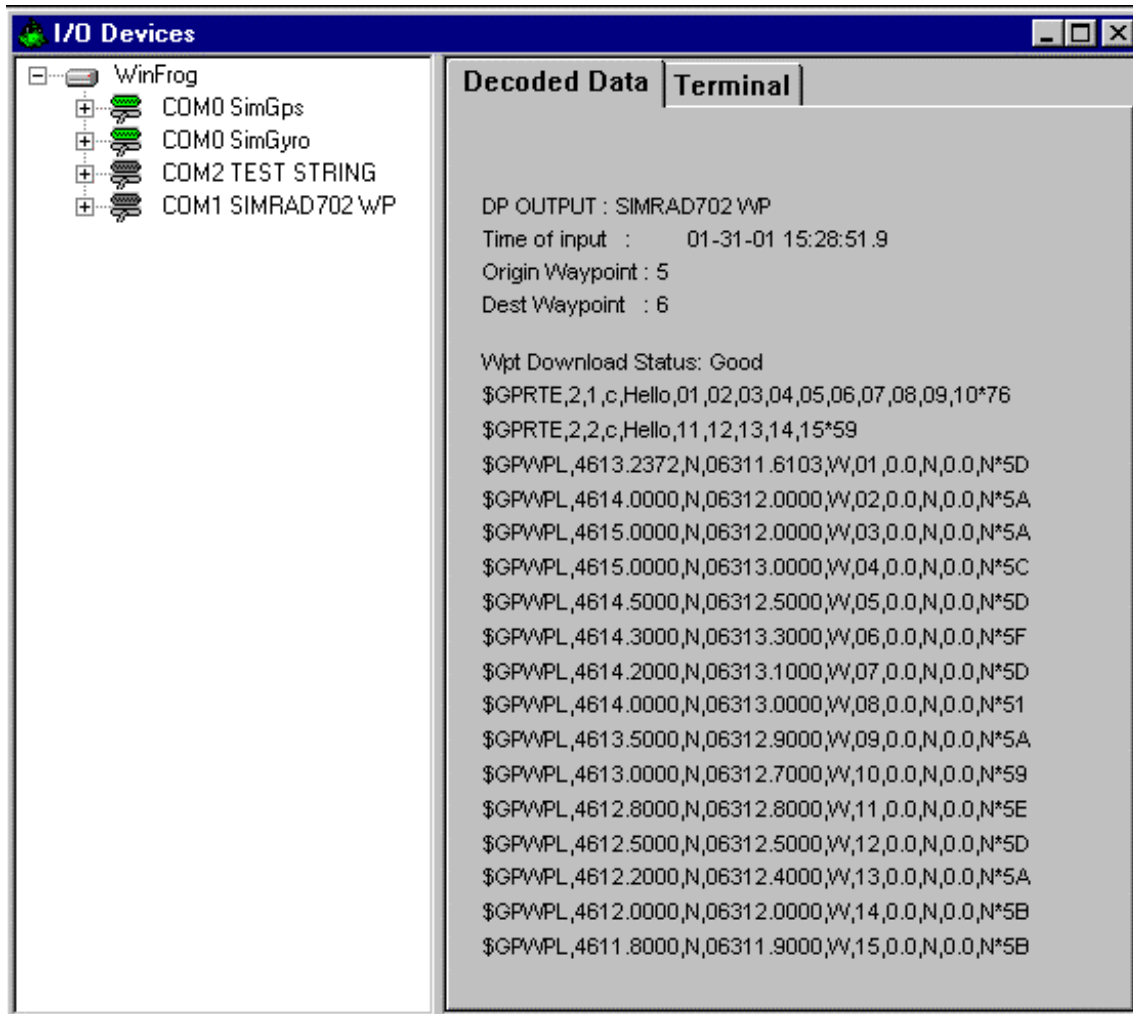 I/O Devices
WinFrog
COM0 SimGps
COM0 SimGyro
COM2 TEST STRING
COM1 SIMRAD702 WP
Decoded Data
Terminal
DP OUTPUT : SIMRAD702 WP
Time of input : 01-31-01 15:28:51.9
Origin Waypoint : 5
Dest Waypoint : 6
Wpt Download Status: Good
$GPRTE,2,1,c,Hello,01,02,03,04,05,06,07,08,09,10*76
$GPRTE,2,2,c,Hello,11,12,13,14,15*59
$GPWPL,4613.2372,N,06311.6103,W,01,0.0,N,0.0,N*5D
$GPWPL,4614.0000,N,06312.0000,W,02,0.0,N,0.0,N*5A
$GPWPL,4615.0000,N,06312.0000,W,03,0.0,N,0.0,N*5A
$GPWPL,4615.0000,N,06313.0000,W,04,0.0,N,0.0,N*5C
$GPWPL,4614.5000,N,06312.5000,W,05,0.0,N,0.0,N*5D
$GPWPL,4614.3000,N,06313.3000,W,06,0.0,N,0.0,N*5F
$GPWPL,4614.2000,N,06313.1000,W,07,0.0,N,0.0,N*5D
$GPWPL,4614.0000,N,06313.0000,W,08,0.0,N,0.0,N*51
$GPWPL,4613.5000,N,06312.9000,W,09,0.0,N,0.0,N*5A
$GPWPL,4613.0000,N,06312.7000,W,10,0.0,N,0.0,N*59
$GPWPL,4612.8000,N,06312.8000,W,11,0.0,N,0.0,N*5E
$GPWPL,4612.5000,N,06312.5000,W,12,0.0,N,0.0,N*5D
$GPWPL,4612.2000,N,06312.4000,W,13,0.0,N,0.0,N*5A
$GPWPL,4612.0000,N,06312.0000,W,14,0.0,N,0.0,N*5B
$GPWPL,4611.8000,N,06311.9000,W,15,0.0,N,0.0,N*5B